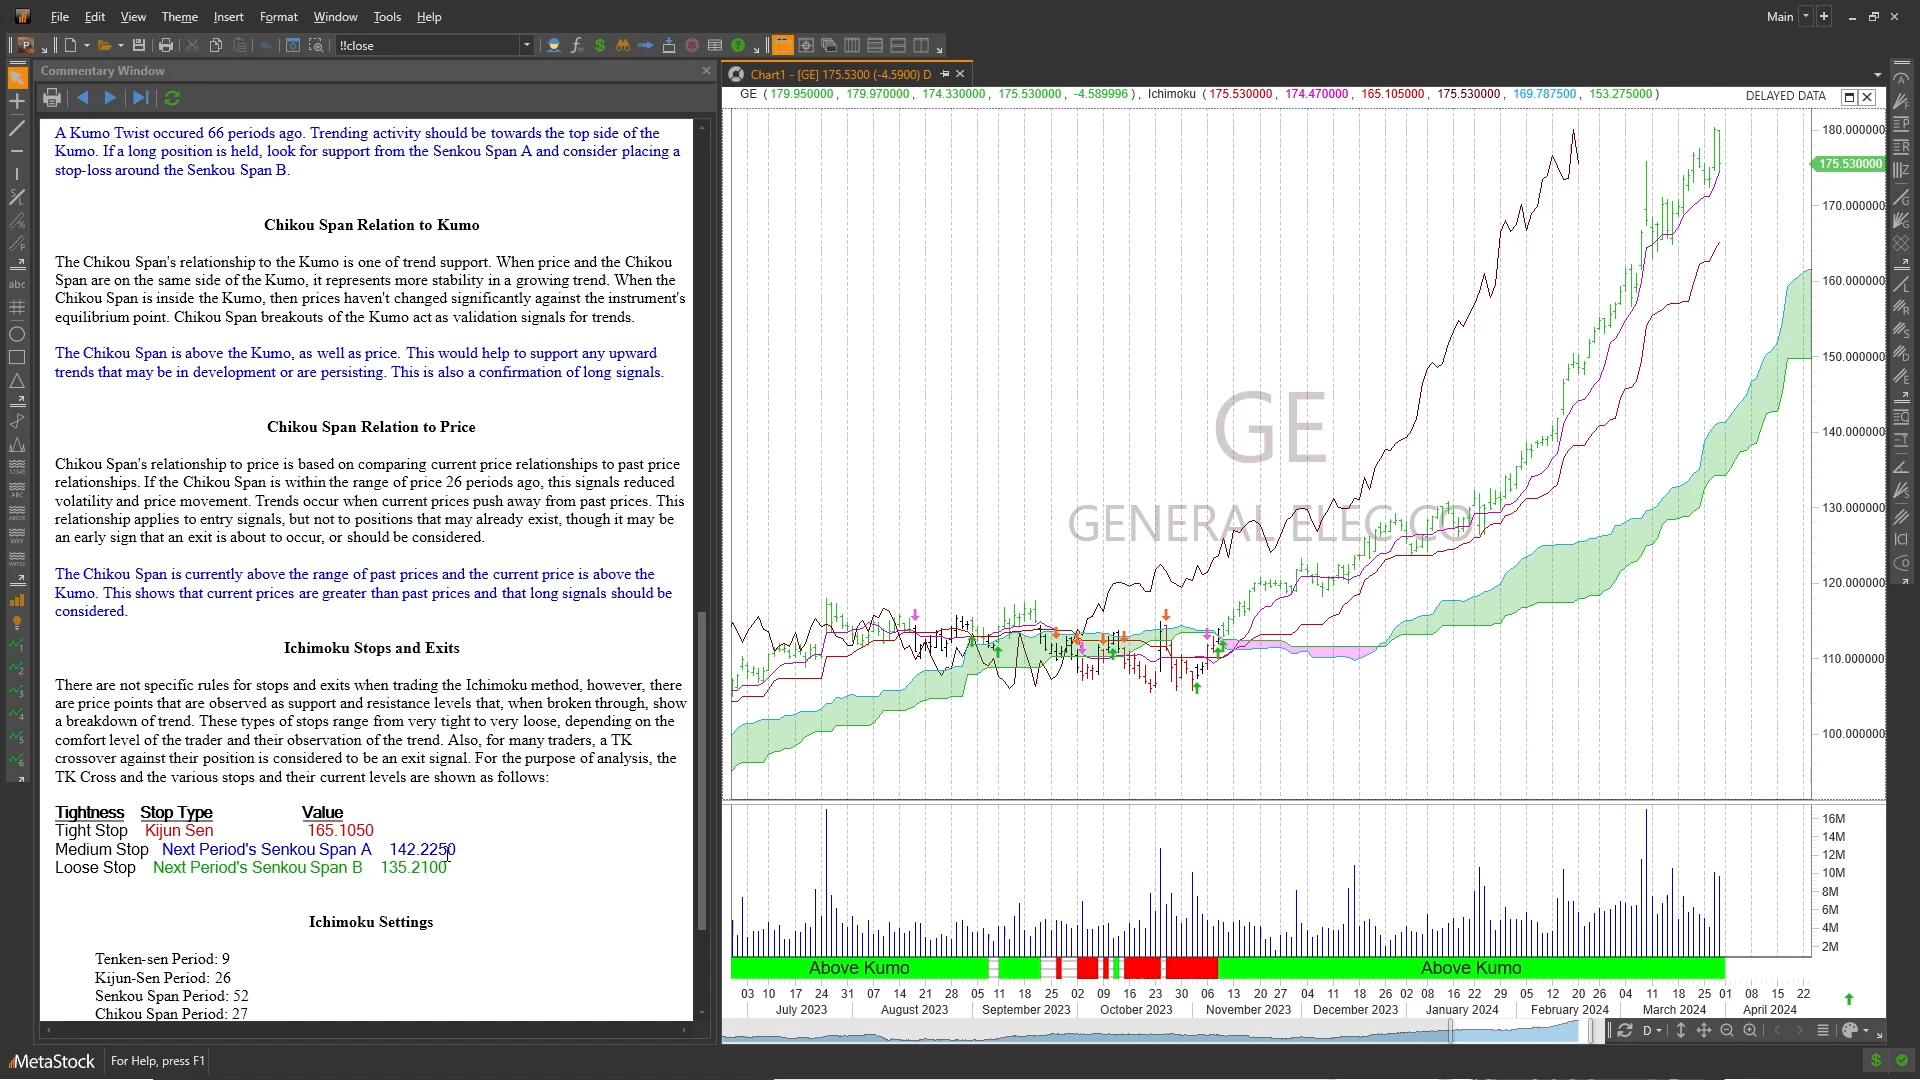 File Edit View Theme Insert Format Window Tools Help
Main
!!close
Commentary Window
Chart1 - [GE] 175.5300 (-4.5900) D
GE ( 179.950000 , 179.970000 , 174.330000 , 175.530000 , -4.589996 ) , Ichimoku ( 175.530000 , 174.470000 , 165.105000 , 175.530000 , 169.787500 , 153.275000 )
DELAYED DATA
A Kumo Twist occured 66 periods ago. Trending activity should be towards the top side of the
Kumo. If a long position is held, look for support from the Senkou Span A and consider placing a
stop-loss around the Senkou Span B.
Chikou Span Relation to Kumo
The Chikou Span's relationship to the Kumo is one of trend support. When price and the Chikou
Span are on the same side of the Kumo, it represents more stability in a growing trend. When the
Chikou Span is inside the Kumo, then prices haven't changed significantly against the instrument's
equilibrium point. Chikou Span breakouts of the Kumo act as validation signals for trends.
The Chikou Span is above the Kumo, as well as price. This would help to support any upward
trends that may be in development or are persisting. This is also a confirmation of long signals.
Chikou Span Relation to Price
Chikou Span's relationship to price is based on comparing current price relationships to past price
relationships. If the Chikou Span is within the range of price 26 periods ago, this signals reduced
volatility and price movement. Trends occur when current prices push away from past prices. This
relationship applies to entry signals, but not to positions that may already exist, though it may be
an early sign that an exit is about to occur, or should be considered.
The Chikou Span is currently above the range of past prices and the current price is above the
Kumo. This shows that current prices are greater than past prices and that long signals should be
considered.
Ichimoku Stops and Exits
There are not specific rules for stops and exits when trading the Ichimoku method, however, there
are price points that are observed as support and resistance levels that, when broken through, show
a breakdown of trend. These types of stops range from very tight to very loose, depending on the
comfort level of the trader and their observation of the trend. Also, for many traders, a TK
crossover against their position is considered to be an exit signal. For the purpose of analysis, the
TK Cross and the various stops and their current levels are shown as follows:
Tightness Stop Type Value
Tight Stop Kijun Sen 165.1050
Medium Stop Next Period's Senkou Span A 142.2250
Loose Stop Next Period's Senkou Span B 135.2100
Ichimoku Settings
Tenken-sen Period: 9
Kijun-Sen Period: 26
Senkou Span Period: 52
Chikou Span Period: 27
GE
GENERAL ELEC CO
180.000000
175.530000
170.000000
160.000000
150.000000
140.000000
130.000000
120.000000
110.000000
100.000000
16M
14M
12M
10M
8M
6M
4M
2M
Above Kumo Above Kumo
03 10 17 24 31 07 14 21 28 05 11 18 25 02 09 16 23 30 06 13 20 27 04 11 18 26 02 08 16 22 29 05 12 20 26 04 11 18 25 01 08 15 22
July 2023 August 2023 September 2023 October 2023 November 2023 December 2023 January 2024 February 2024 March 2024 April 2024
D
MetaStock For Help, press F1